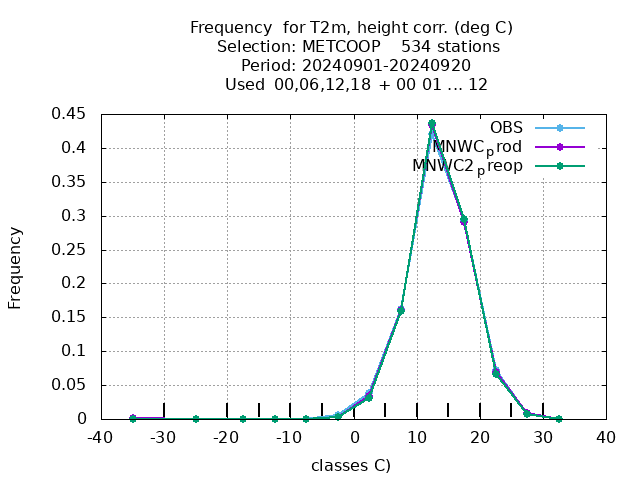 Frequency  for T2m, height corr. (deg C)
Selection: METCOOP    534 stations
Period: 20240901-20240920
Used  00,06,12,18  + 00 01 ... 12
OBS
MNWCprod
MNWC2preop
0.45
0.4
0.35
0.3
0.25
0.2
0.15
0.1
0.05
0
Frequency
-40 -30 -20 -10 0 10 20 30 40
classes C)